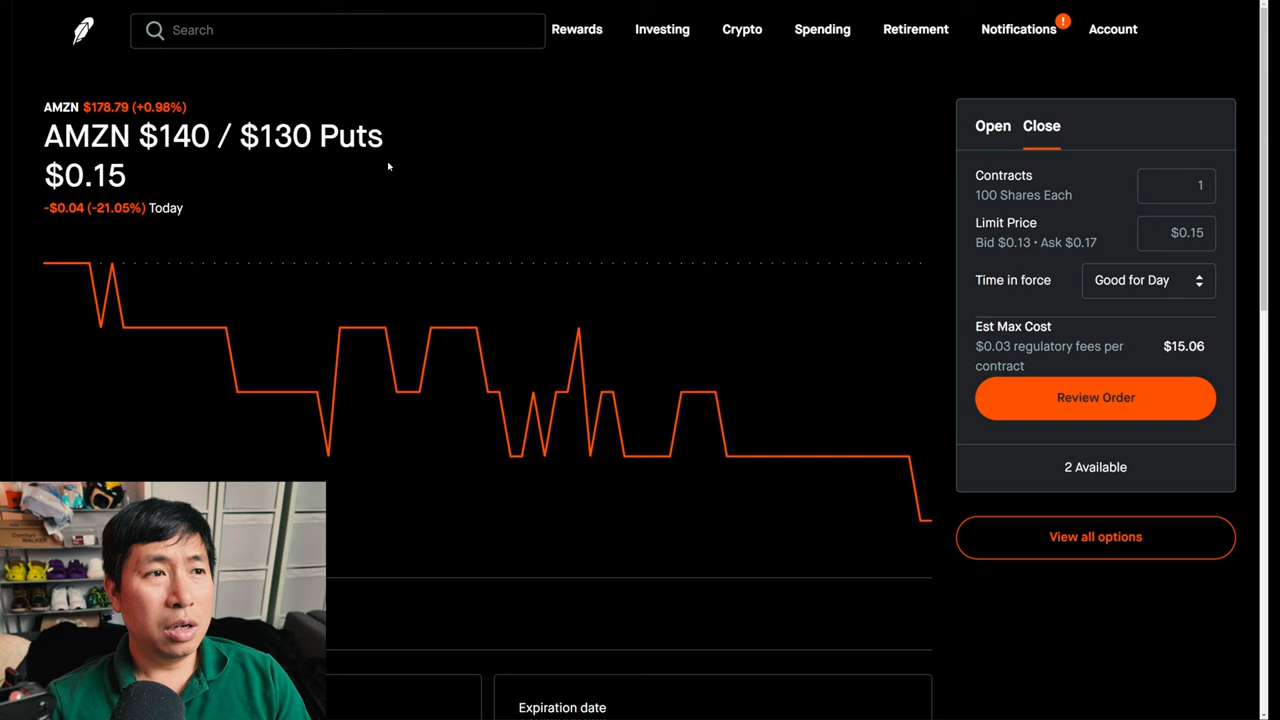 Search
Rewards
Investing
Crypto
Spending
Retirement
Notifications
!
Account
AMZN $178.79 (+0.98%)
AMZN $140 / $130 Puts
$0.15
-$0.04 (-21.05%) Today
Open
Close
Contracts
100 Shares Each
1
Limit Price
Bid $0.13 • Ask $0.17
$0.15
Time in force
Good for Day
Est Max Cost
$0.03 regulatory fees per
contract
$15.06
Review Order
2 Available
View all options
Expiration date
Comfort
WALKER